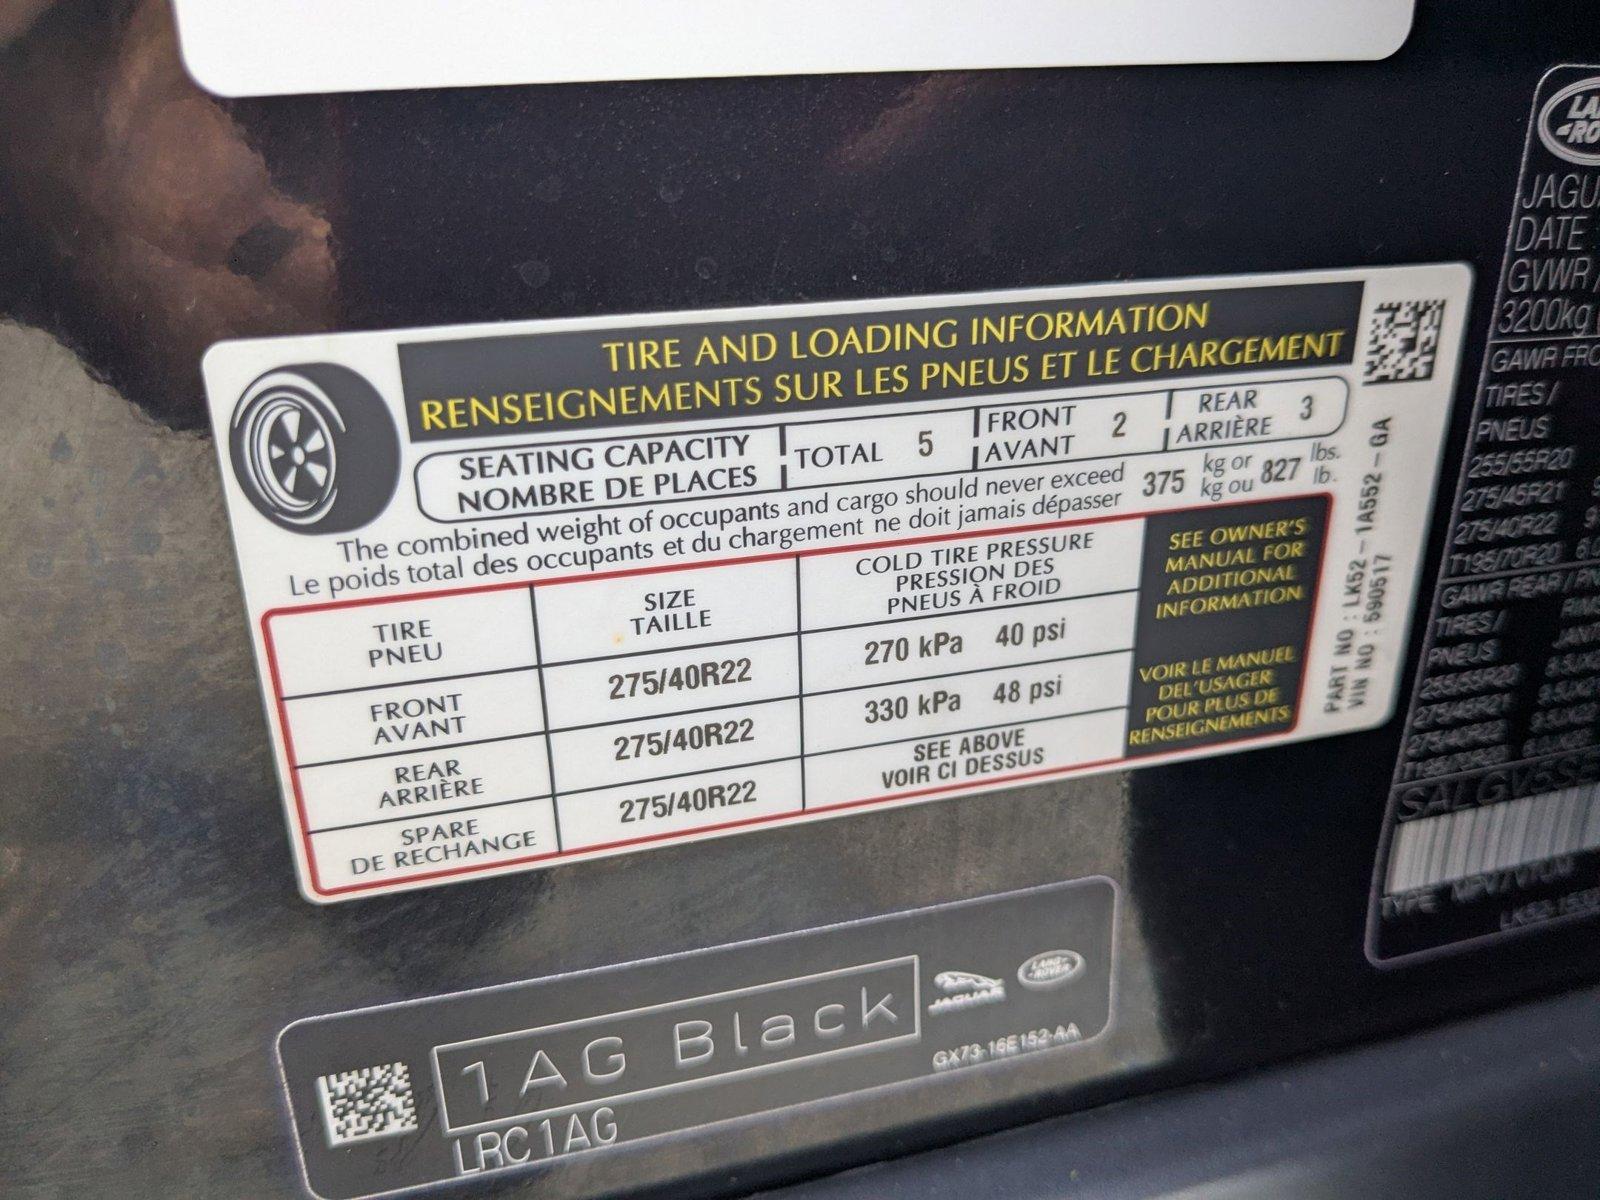 TIRE AND LOADING INFORMATION
RENSEIGNEMENTS SUR LES PNEUS ET LE CHARGEMENT
SEATING CAPACITY
NOMBRE DE PLACES
TOTAL 5
FRONT
AVANT
2
REAR
ARRIÈRE
3
The combined weight of occupants and cargo should never exceed 375 kg or 827 lbs.
Le poids total des occupants et du chargement ne doit jamais dépasser kg ou lb.
TIRE
PNEU
SIZE
TAILLE
COLD TIRE PRESSURE
PRESSION DES
PNEUS À FROID
FRONT
AVANT
275/40R22
270 kPa 40 psi
REAR
ARRIÈRE
275/40R22
330 kPa 48 psi
SPARE
DE RECHANGE
275/40R22
SEE ABOVE
VOIR CI DESSUS
SEE OWNER'S
MANUAL FOR
ADDITIONAL
INFORMATION
VOIR LE MANUEL
DEL'USAGER
POUR PLUS DE
RENSEIGNEMENTS
PART NO : LK52-1A552-GA
VIN NO : 590517
1AG Black
LRC1AG
JAGUAR
LAND-
ROVER
GX73-16E152-AA
JAGU
DATE
GVWR /
3200kg
GAWR FRO
TIRES /
PNEUS
255/55R20
275/45R21
275/40R22
T195/70R20
GAWR REAR /
TIRES /
PNEUS
255/55R20
275/45R21
275/40R22
SALGV5SE
TYPE